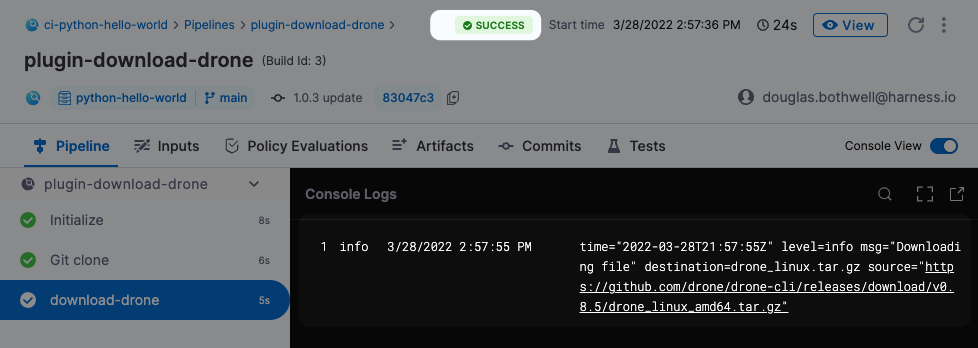 ci-python-hello-world > Pipelines > plugin-download-drone > SUCCESS Start time 3/28/2022 2:57:36 PM 24s View
plugin-download-drone (Build Id: 3)
python-hello-world main 1.0.3 update 83047c3 douglas.bothwell@harness.io
Pipeline Inputs Policy Evaluations Artifacts Commits Tests Console View
plugin-download-drone
Initialize 8s
Git clone 6s
download-drone 5s
Console Logs
1 info 3/28/2022 2:57:55 PM time="2022-03-28T21:57:55Z" level=info msg="Downloadi
ng file" destination=drone_linux.tar.gz source="http
s://github.com/drone/drone-cli/releases/download/v0.
8.5/drone_linux_amd64.tar.gz"